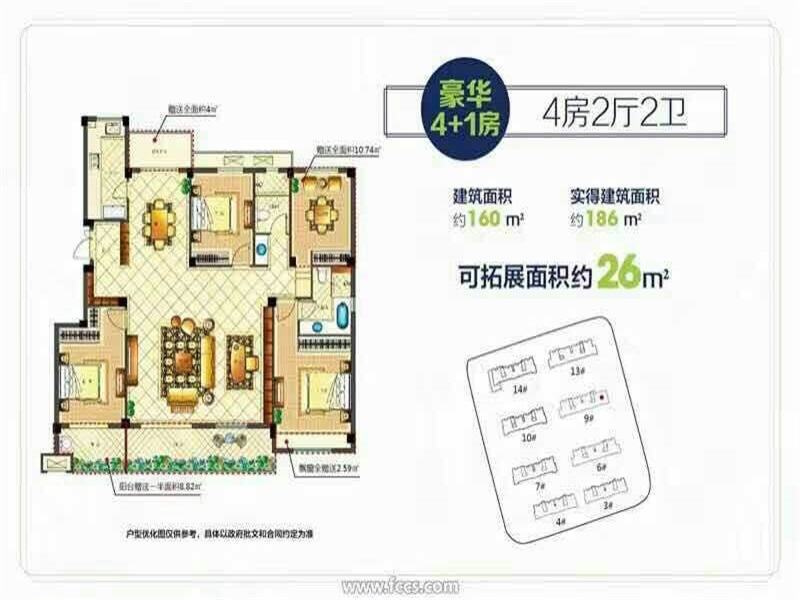 赠送全面积4㎡
赠送全面积10.74㎡
飘窗全赠送2.59㎡
阳台赠送一半面积8.82㎡
户型优化图仅供参考，具体以政府批文和合同约定为准
豪华
4+1房
4房2厅2卫
建筑面积
约160 m²
实得建筑面积
约186 m²
可拓展面积约26m²
14#
13#
10#
9#
7#
6#
4#
3#
www.fccs.com